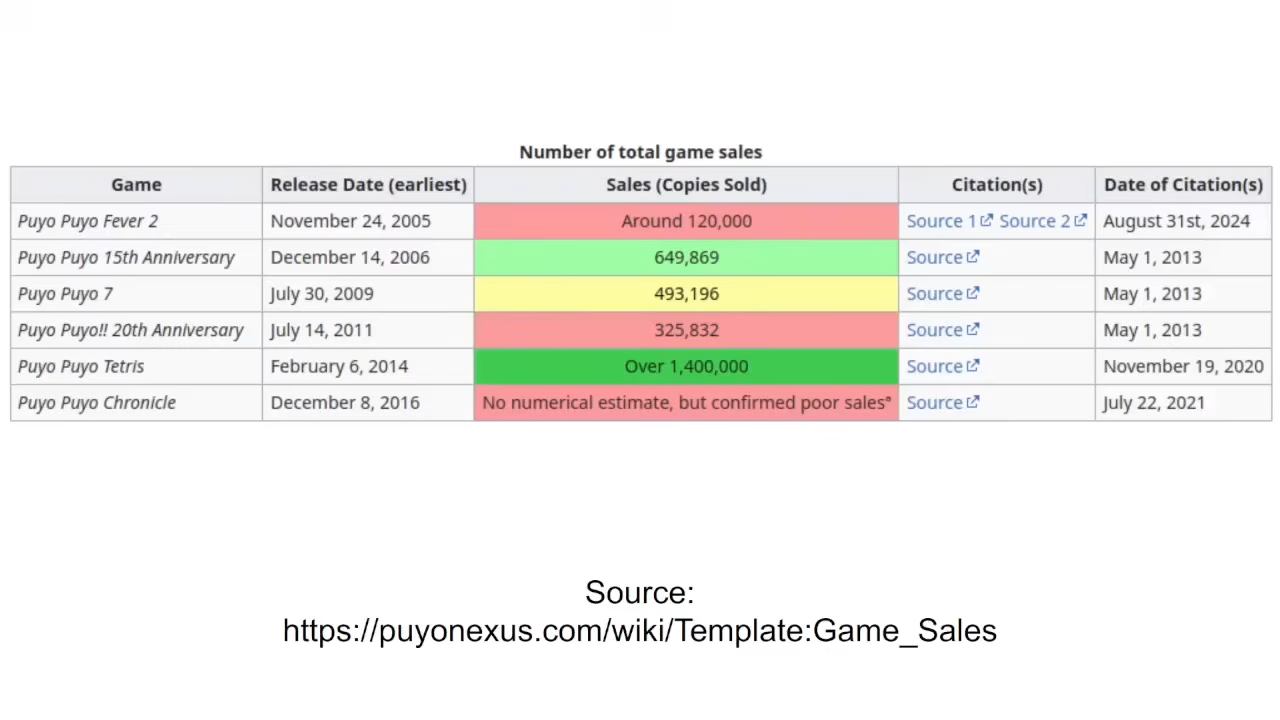 Number of total game sales
Game Release Date (earliest) Sales (Copies Sold) Citation(s) Date of Citation(s)
Puyo Puyo Fever 2 November 24, 2005 Around 120,000 Source 1 Source 2 August 31st, 2024
Puyo Puyo 15th Anniversary December 14, 2006 649,869 Source May 1, 2013
Puyo Puyo 7 July 30, 2009 493,196 Source May 1, 2013
Puyo Puyo!! 20th Anniversary July 14, 2011 325,832 Source May 1, 2013
Puyo Puyo Tetris February 6, 2014 Over 1,400,000 Source November 19, 2020
Puyo Puyo Chronicle December 8, 2016 No numerical estimate, but confirmed poor salesª Source July 22, 2021
Source:
https://puyonexus.com/wiki/Template:Game_Sales